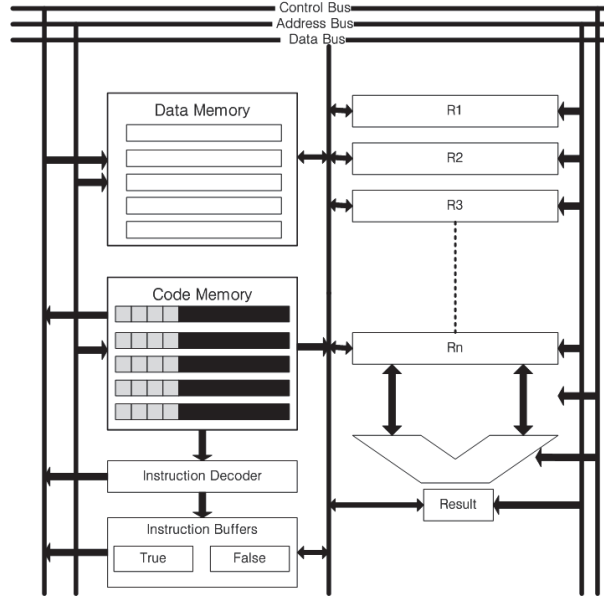 Control Bus
Address Bus
Data Bus
Data Memory
R1
R2
R3
Code Memory
Rn
Instruction Decoder
Result
Instruction Buffers
True
False